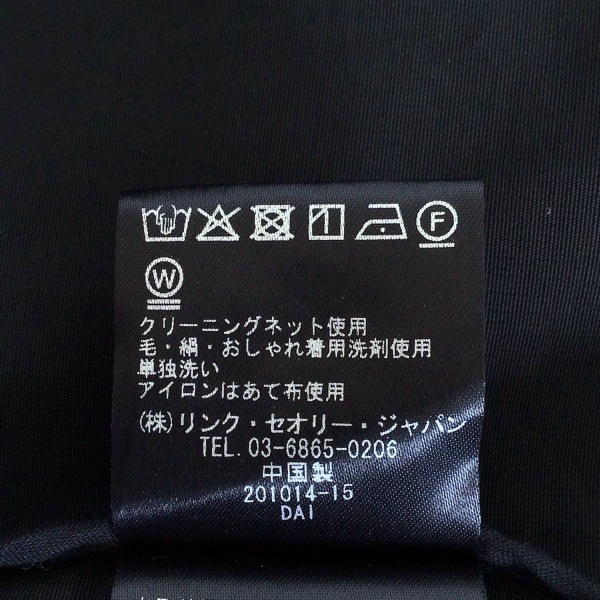 F
W
クリーニングネット使用
毛・絹・おしゃれ着用洗剤使用
単独洗い
アイロンはあて布使用
(株)リンク・セオリー・ジャパン
TEL.03-6865-0206
中国製
201014-15
DAI